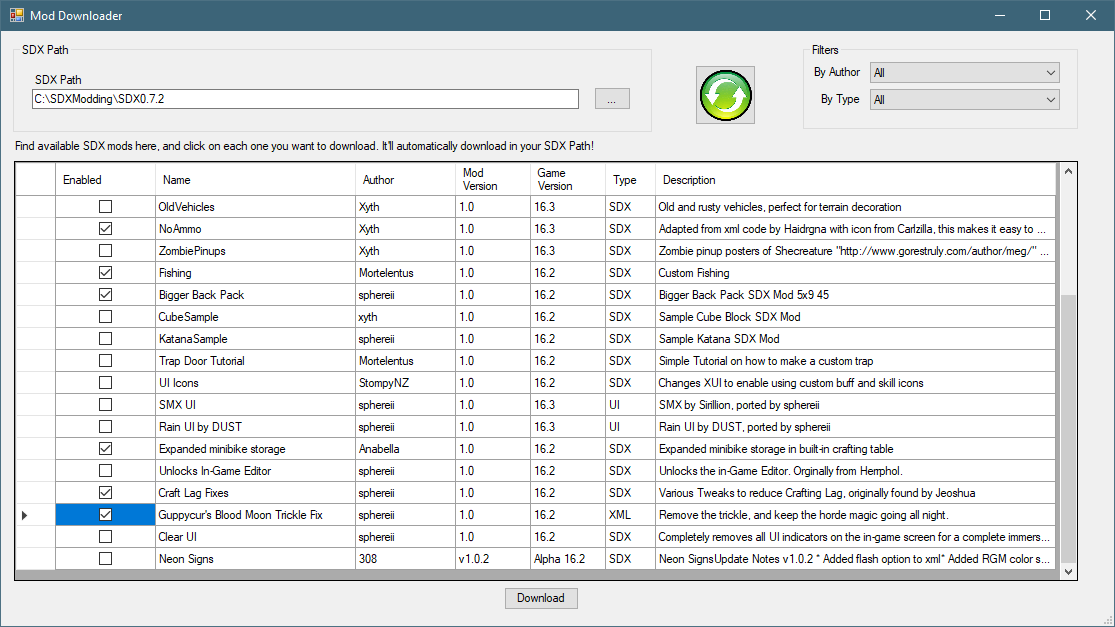 Mod Downloader
SDX Path
SDX Path
C:\SDXModding\SDX0.7.2
...
Filters
By Author All
By Type All
Find available SDX mods here, and click on each one you want to download. It'll automatically download in your SDX Path!
Enabled Name Author Mod Version Game Version Type Description
OldVehicles Xyth 1.0 16.3 SDX Old and rusty vehicles, perfect for terrain decoration
NoAmmo Xyth 1.0 16.3 SDX Adapted from xml code by Haidrgna with icon from Carlzilla, this makes it easy to ...
ZombiePinups Xyth 1.0 16.3 SDX Zombie pinup posters of Shecreature "http://www.gorestruly.com/author/meg/" ...
Fishing Mortelentus 1.0 16.2 SDX Custom Fishing
Bigger Back Pack sphereii 1.0 16.2 SDX Bigger Back Pack SDX Mod 5x9 45
CubeSample xyth 1.0 16.2 SDX Sample Cube Block SDX Mod
KatanaSample sphereii 1.0 16.2 SDX Sample Katana SDX Mod
Trap Door Tutorial Mortelentus 1.0 16.2 SDX Simple Tutorial on how to make a custom trap
UI Icons StompyNZ 1.0 16.2 SDX Changes XUI to enable using custom buff and skill icons
SMX UI sphereii 1.0 16.3 UI SMX by Sirillion, ported by sphereii
Rain UI by DUST sphereii 1.0 16.3 UI Rain UI by DUST, ported by sphereii
Expanded minibike storage Anabella 1.0 16.2 SDX Expanded minibike storage in built-in crafting table
Unlocks In-Game Editor sphereii 1.0 16.2 SDX Unlocks the in-Game Editor. Orginally from Herrphol.
Craft Lag Fixes sphereii 1.0 16.2 SDX Various Tweaks to reduce Crafting Lag, originally found by Jeoshua
Guppycur's Blood Moon Trickle Fix sphereii 1.0 16.2 XML Remove the trickle, and keep the horde magic going all night.
Clear UI sphereii 1.0 16.2 SDX Completely removes all UI indicators on the in-game screen for a complete immers...
Neon Signs 308 v1.0.2 Alpha 16.2 SDX Neon SignsUpdate Notes v1.0.2 * Added flash option to xml* Added RGM color s...
Download